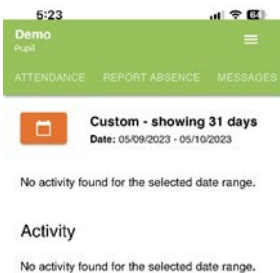 5:23
64
Demo
Pupil
ATTENDANCE REPORT ABSENCE MESSAGES
Custom - showing 31 days
Date: 05/09/2023 - 05/10/2023
No activity found for the selected date range.
Activity
No activity found for the selected date range.